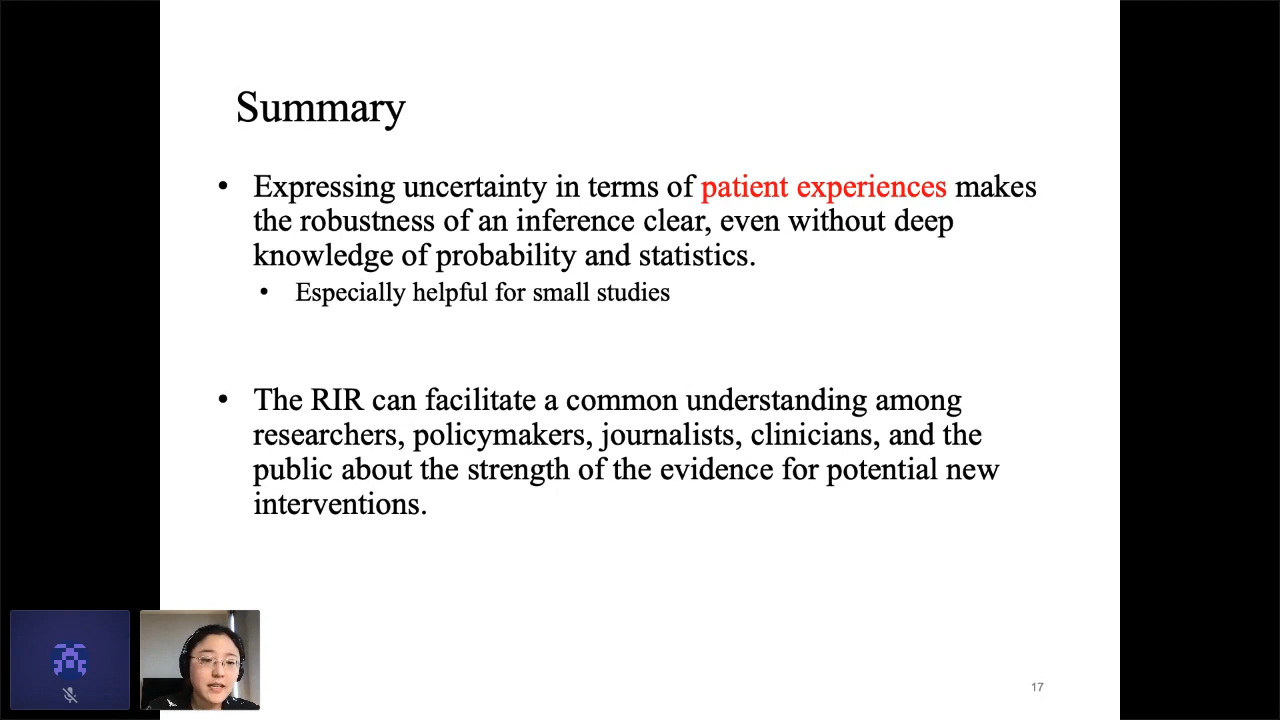 Summary
• Expressing uncertainty in terms of patient experiences makes
the robustness of an inference clear, even without deep
knowledge of probability and statistics.
• Especially helpful for small studies
• The RIR can facilitate a common understanding among
researchers, policymakers, journalists, clinicians, and the
public about the strength of the evidence for potential new
interventions.
17